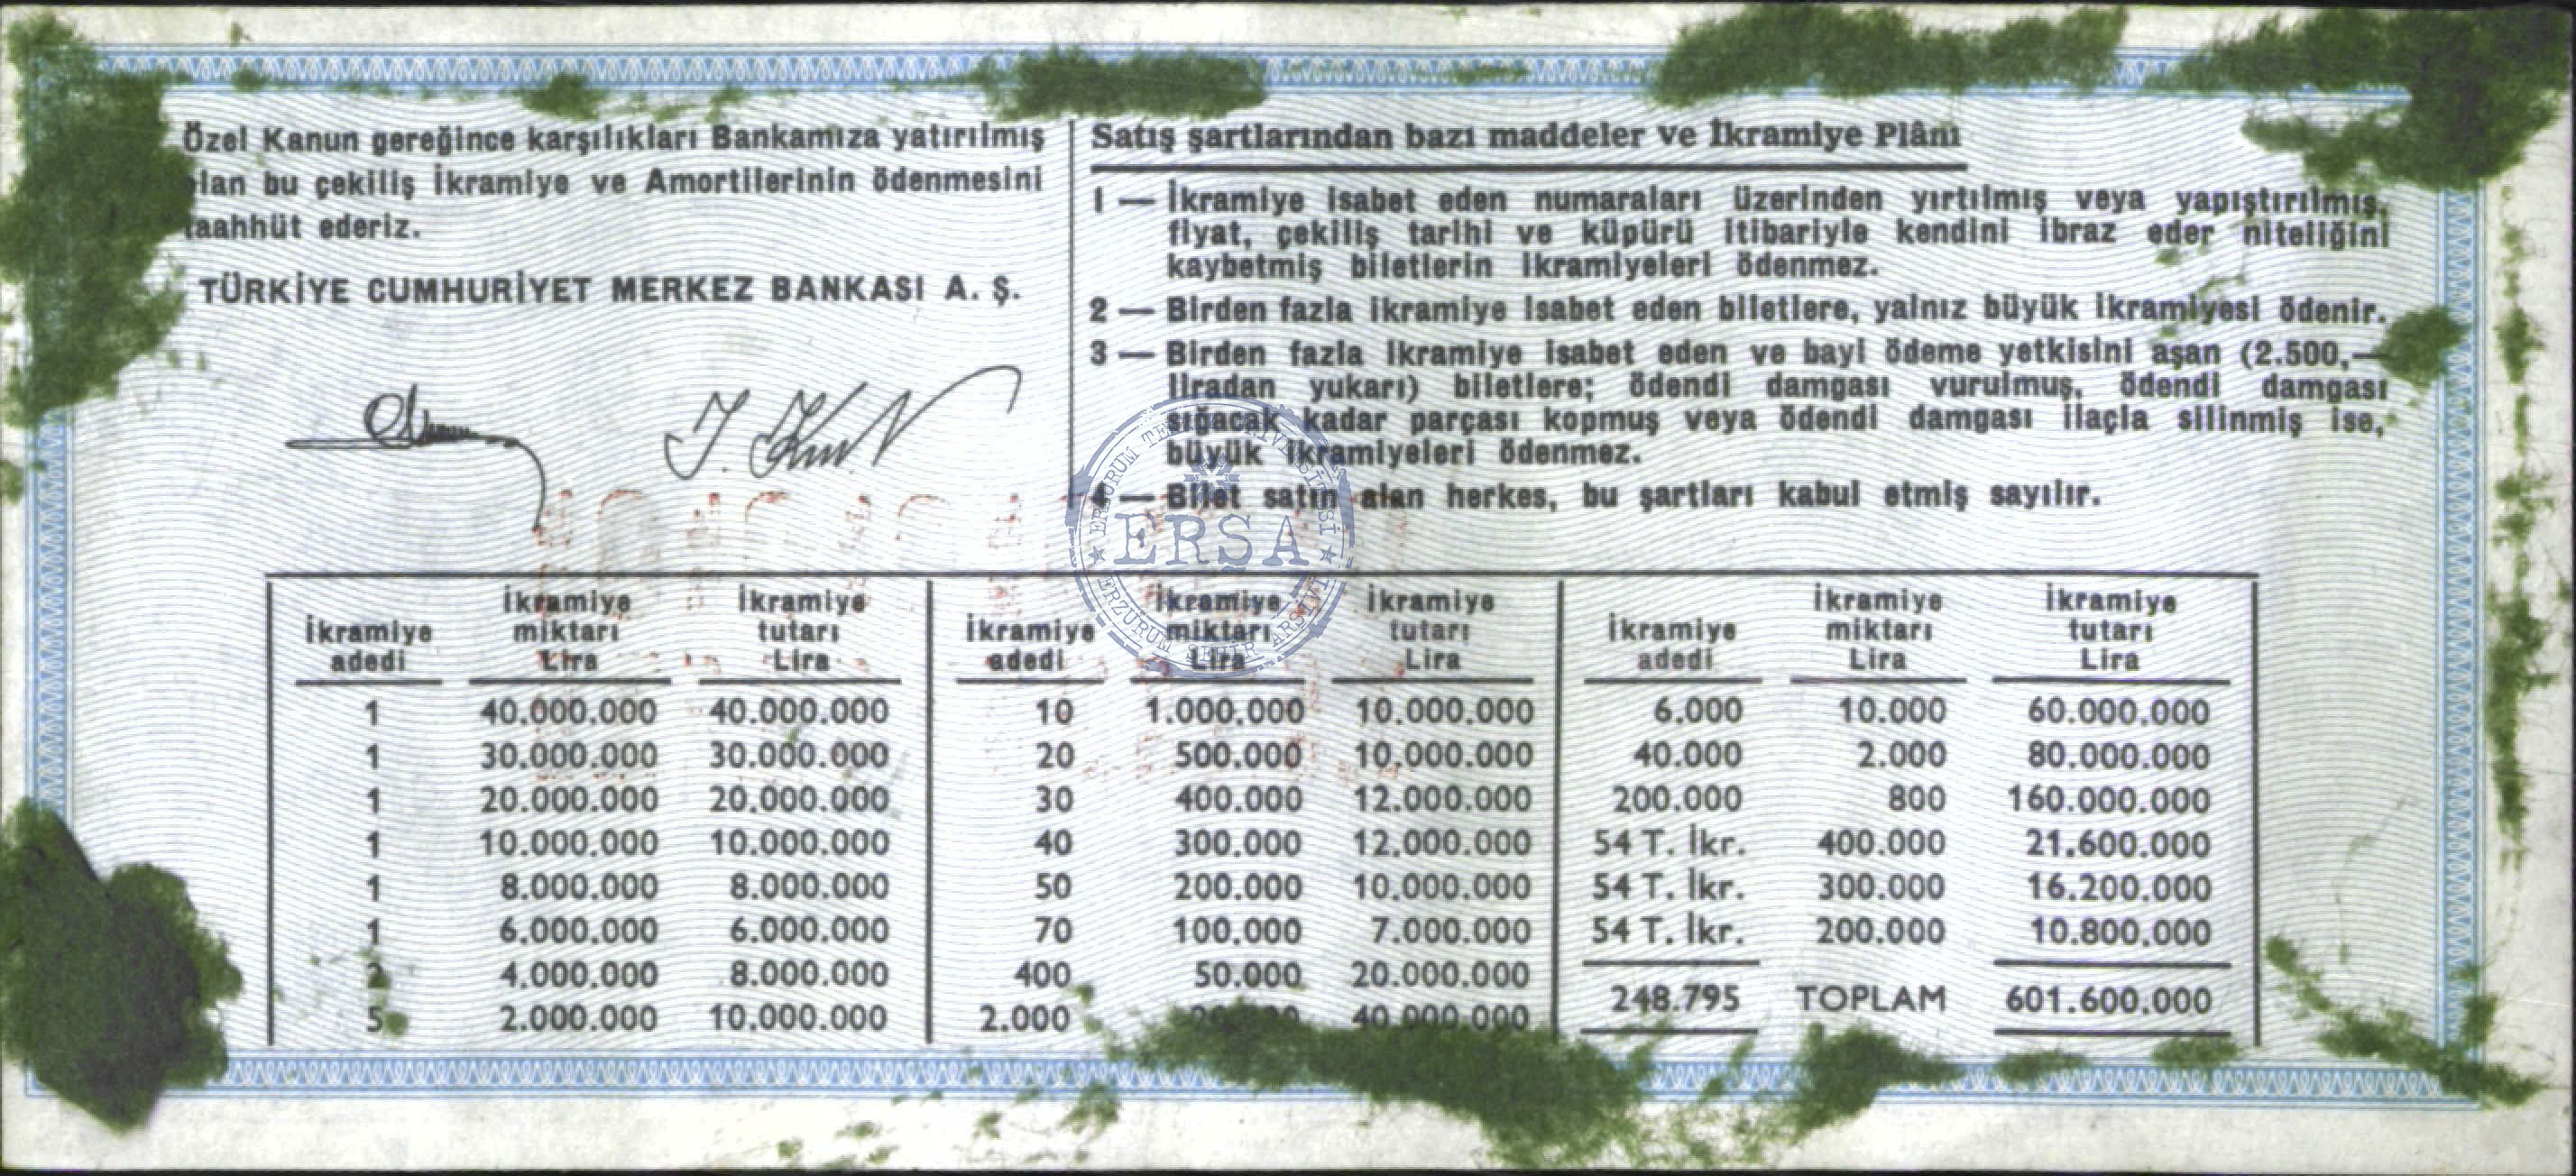 Özel Kanun gereğince karşılıkları Bankamıza yatırılmış
olan bu çekiliş İkramiye ve Amortilerinin ödenmesini
taahhüt ederiz.
TÜRKİYE CUMHURİYET MERKEZ BANKASI A. Ş.
Satış şartlarından bazı maddeler ve İkramiye Plânı
1 — İkramiye isabet eden numaraları üzerinden yırtılmış veya yapıştırılmış,
fiyat, çekiliş tarihi ve küpürü itibariyle kendini ibraz eder niteliğini
kaybetmiş biletlerin ikramiyeleri ödenmez.
2 — Birden fazla ikramiye isabet eden biletlere, yalnız büyük ikramiyesi ödenir.
3 — Birden fazla ikramiye isabet eden ve bayi ödeme yetkisini aşan (2.500,—
liradan yukarı) biletlere; ödendi damgası vurulmuş, ödendi damgası
sığacak kadar parçası kopmuş veya ödendi damgası ilaçla silinmiş ise,
büyük ikramiyeleri ödenmez.
4 — Bilet satın alan herkes, bu şartları kabul etmiş sayılır.
ERZURUM TEKNİK ÜNİVERSİTESİ
ERSA
ERZURUM ŞEHİR ARŞİVİ
İkramiye adedi İkramiye miktarı Lira İkramiye tutarı Lira
1 40.000.000 40.000.000
1 30.000.000 30.000.000
1 20.000.000 20.000.000
1 10.000.000 10.000.000
1 8.000.000 8.000.000
1 6.000.000 6.000.000
2 4.000.000 8.000.000
5 2.000.000 10.000.000
İkramiye adedi İkramiye miktarı Lira İkramiye tutarı Lira
10 1.000.000 10.000.000
20 500.000 10.000.000
30 400.000 12.000.000
40 300.000 12.000.000
50 200.000 10.000.000
70 100.000 7.000.000
400 50.000 20.000.000
2.000 40.000.000
İkramiye adedi İkramiye miktarı Lira İkramiye tutarı Lira
6.000 10.000 60.000.000
40.000 2.000 80.000.000
200.000 800 160.000.000
54 T. İkr. 400.000 21.600.000
54 T. İkr. 300.000 16.200.000
54 T. İkr. 200.000 10.800.000
248.795 TOPLAM 601.600.000